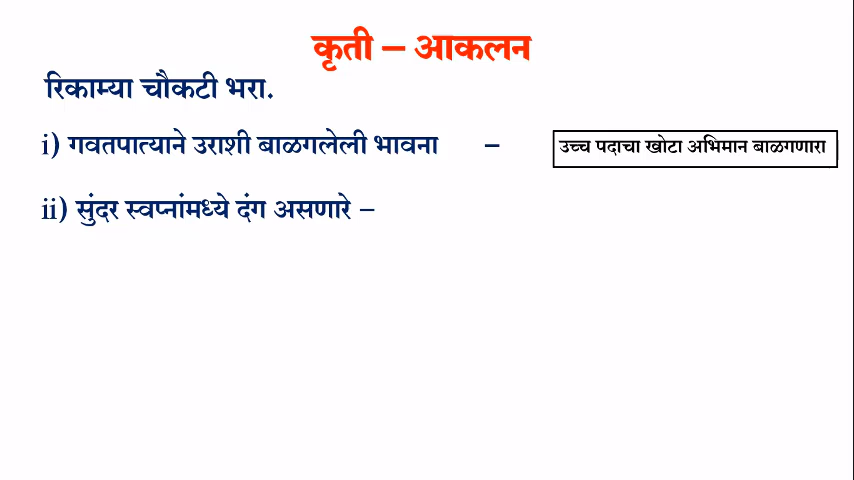 कृती – आकलन
रिकाम्या चौकटी भरा.
i) गवतपात्याने उराशी बाळगलेली भावना – उच्च पदाचा खोटा अभिमान बाळगणारा
ii) सुंदर स्वप्नांमध्ये दंग असणारे –